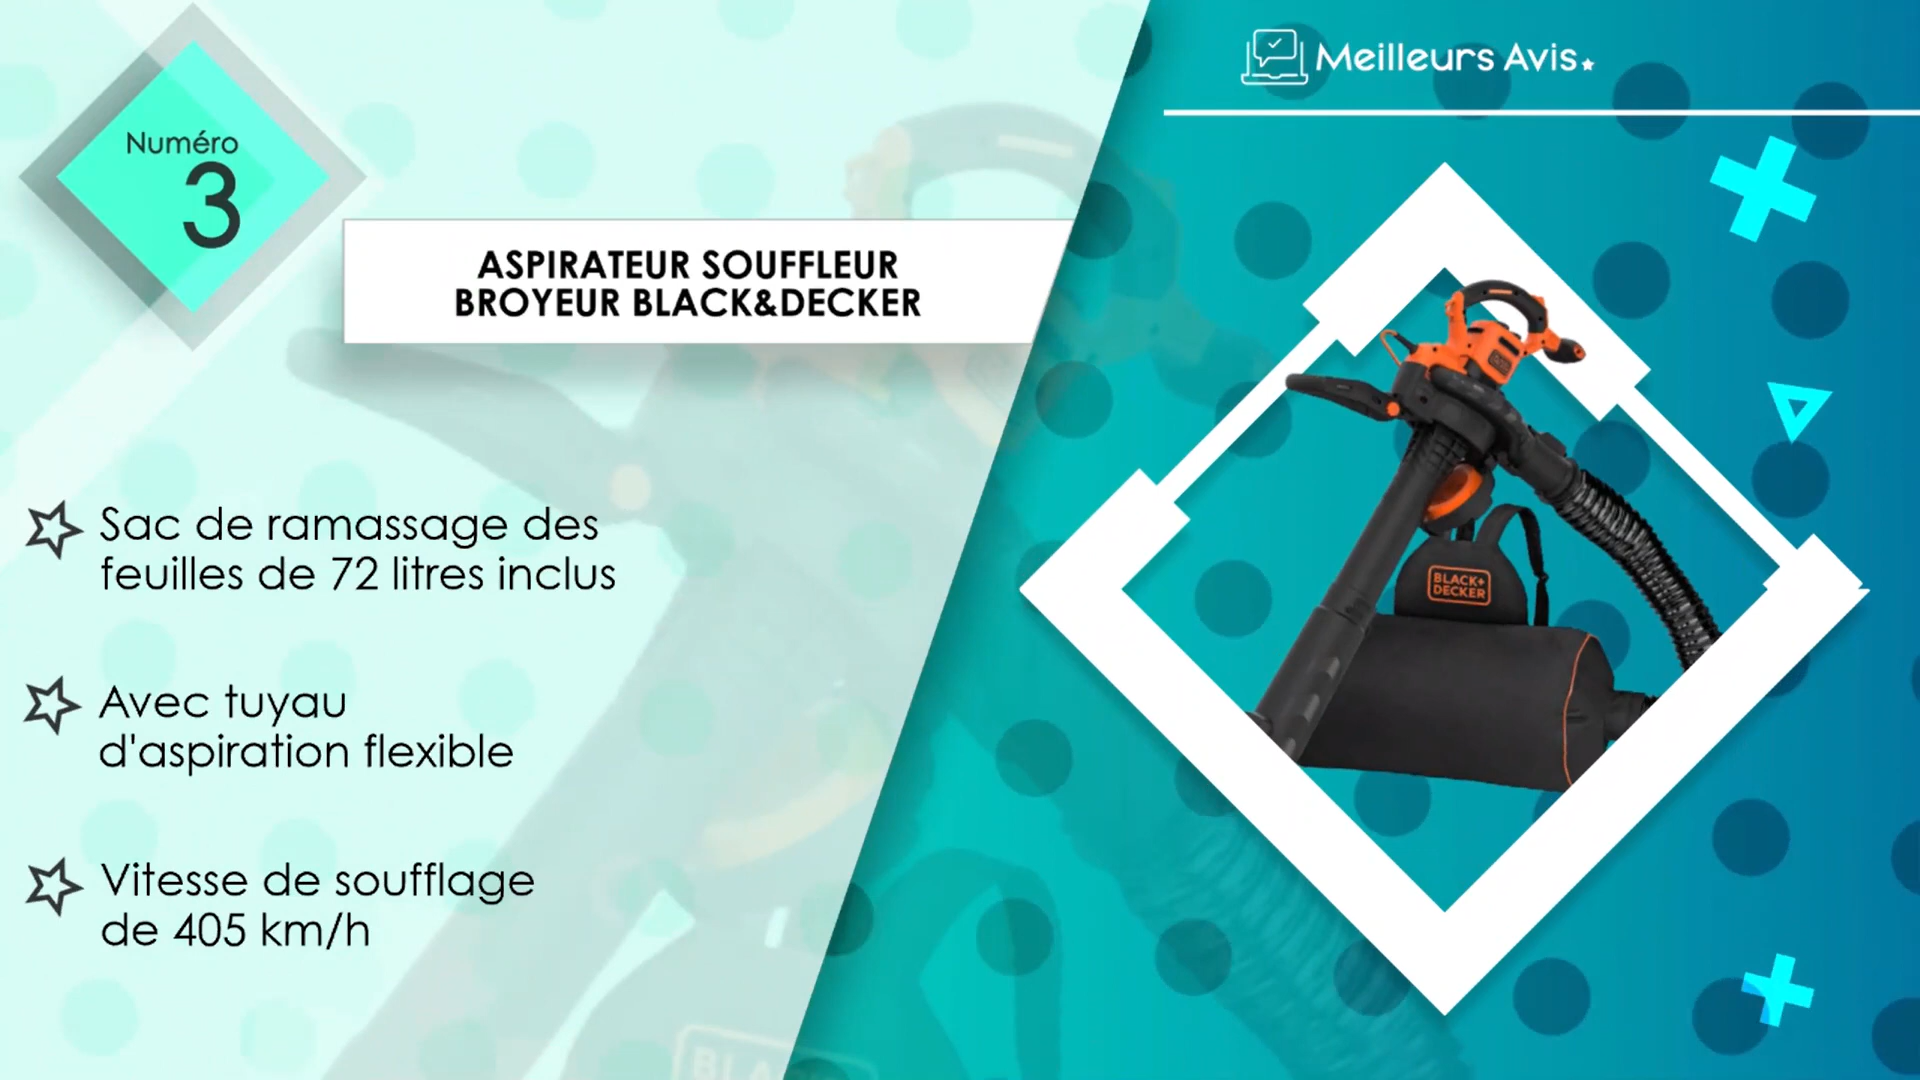 Numéro
3
Meilleurs Avis
ASPIRATEUR SOUFFLEUR
BROYEUR BLACK&DECKER
Sac de ramassage des
feuilles de 72 litres inclus
Avec tuyau
d'aspiration flexible
Vitesse de soufflage
de 405 km/h
BLACK+
DECKER